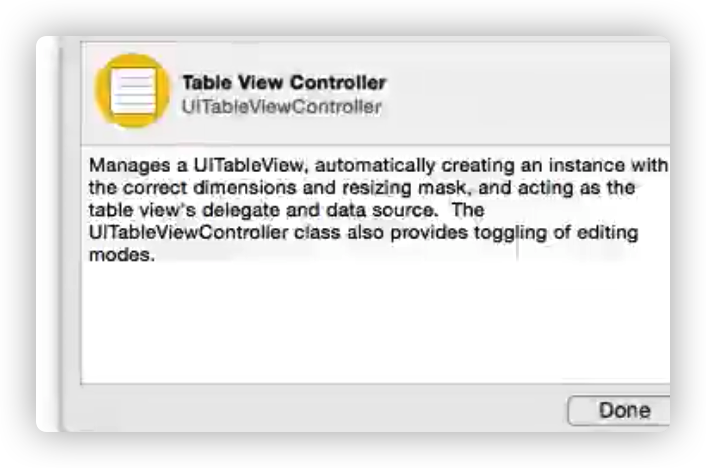 Table View Controller
UITableViewController
Manages a UITableView, automatically creating an instance with
the correct dimensions and resizing mask, and acting as the
table view's delegate and data source.  The
UITableViewController class also provides toggling of editing
modes.
Done